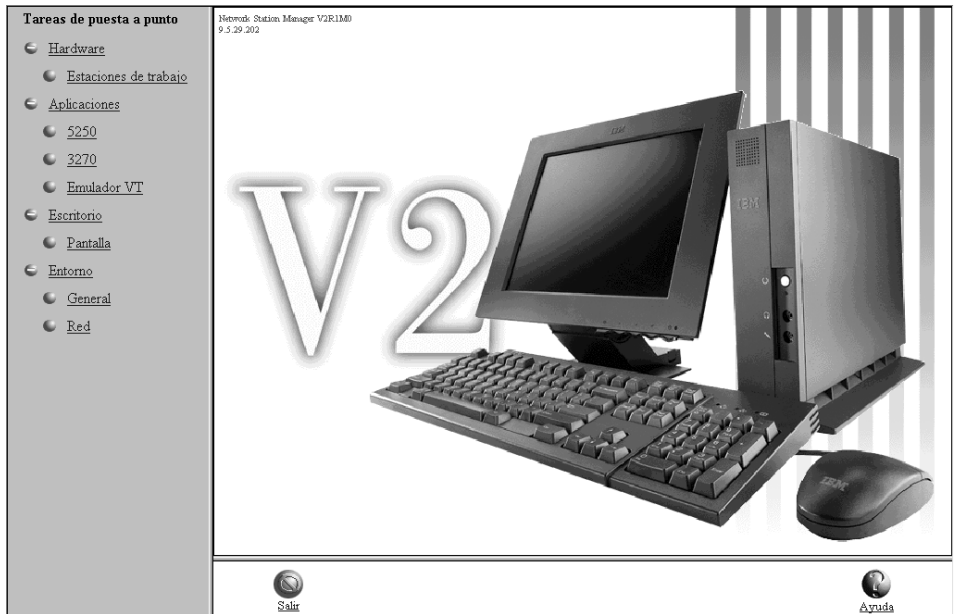 Tareas de puesta a punto
Hardware
Estaciones de trabajo
Aplicaciones
5250
3270
Emulador VT
Escritorio
Pantalla
Entorno
General
Red
Network Station Manager V2R1M0
9.5.29.202
V2
IBM
IBM
IBM
Salir
Ayuda